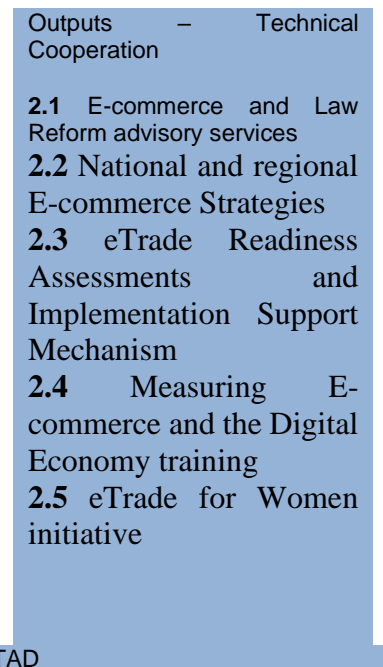 Outputs – Technical
Cooperation
2.1 E-commerce and Law
Reform advisory services
2.2 National and regional
E-commerce Strategies
2.3 eTrade Readiness
Assessments and
Implementation Support
Mechanism
2.4 Measuring E-
commerce and the Digital
Economy training
2.5 eTrade for Women
initiative
TAD